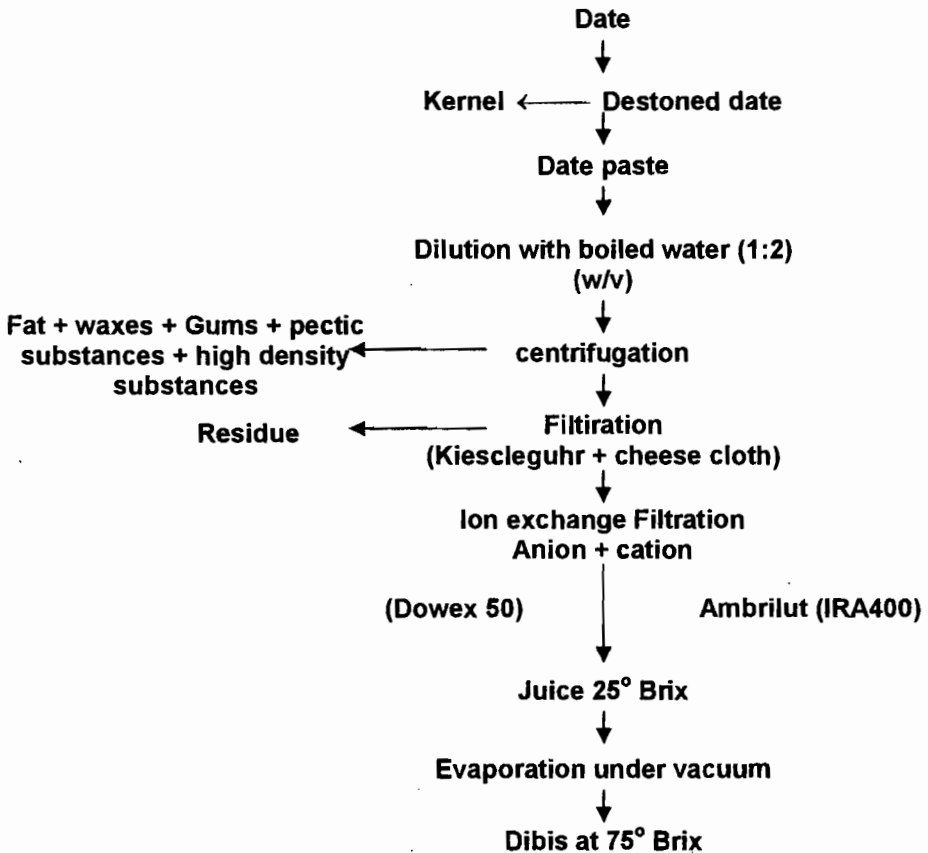 Date
Kernel ← Destoned date
Date paste
Dilution with boiled water (1:2)
(w/v)
Fat + waxes + Gums + pectic
substances + high density
substances
centrifugation
Residue
Filtiration
(Kiescleguhr + cheese cloth)
Ion exchange Filtration
Anion + cation
(Dowex 50) Ambrilut (IRA400)
Juice 25° Brix
Evaporation under vacuum
Dibis at 75° Brix